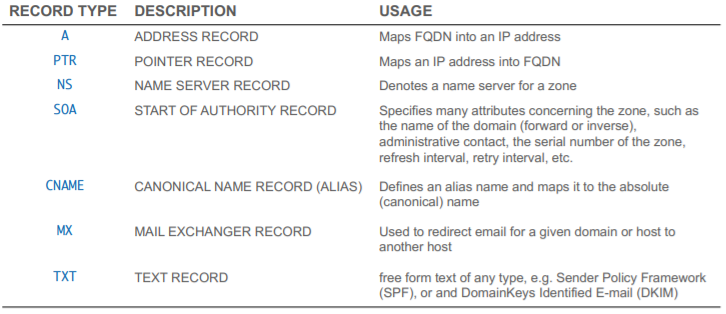 RECORD TYPE DESCRIPTION USAGE
A ADDRESS RECORD Maps FQDN into an IP address
PTR POINTER RECORD Maps an IP address into FQDN
NS NAME SERVER RECORD Denotes a name server for a zone
SOA START OF AUTHORITY RECORD Specifies many attributes concerning the zone, such as
the name of the domain (forward or inverse),
administrative contact, the serial number of the zone,
refresh interval, retry interval, etc.
CNAME CANONICAL NAME RECORD (ALIAS) Defines an alias name and maps it to the absolute
(canonical) name
MX MAIL EXCHANGER RECORD Used to redirect email for a given domain or host to
another host
TXT TEXT RECORD free form text of any type, e.g. Sender Policy Framework
(SPF), or and DomainKeys Identified E-mail (DKIM)